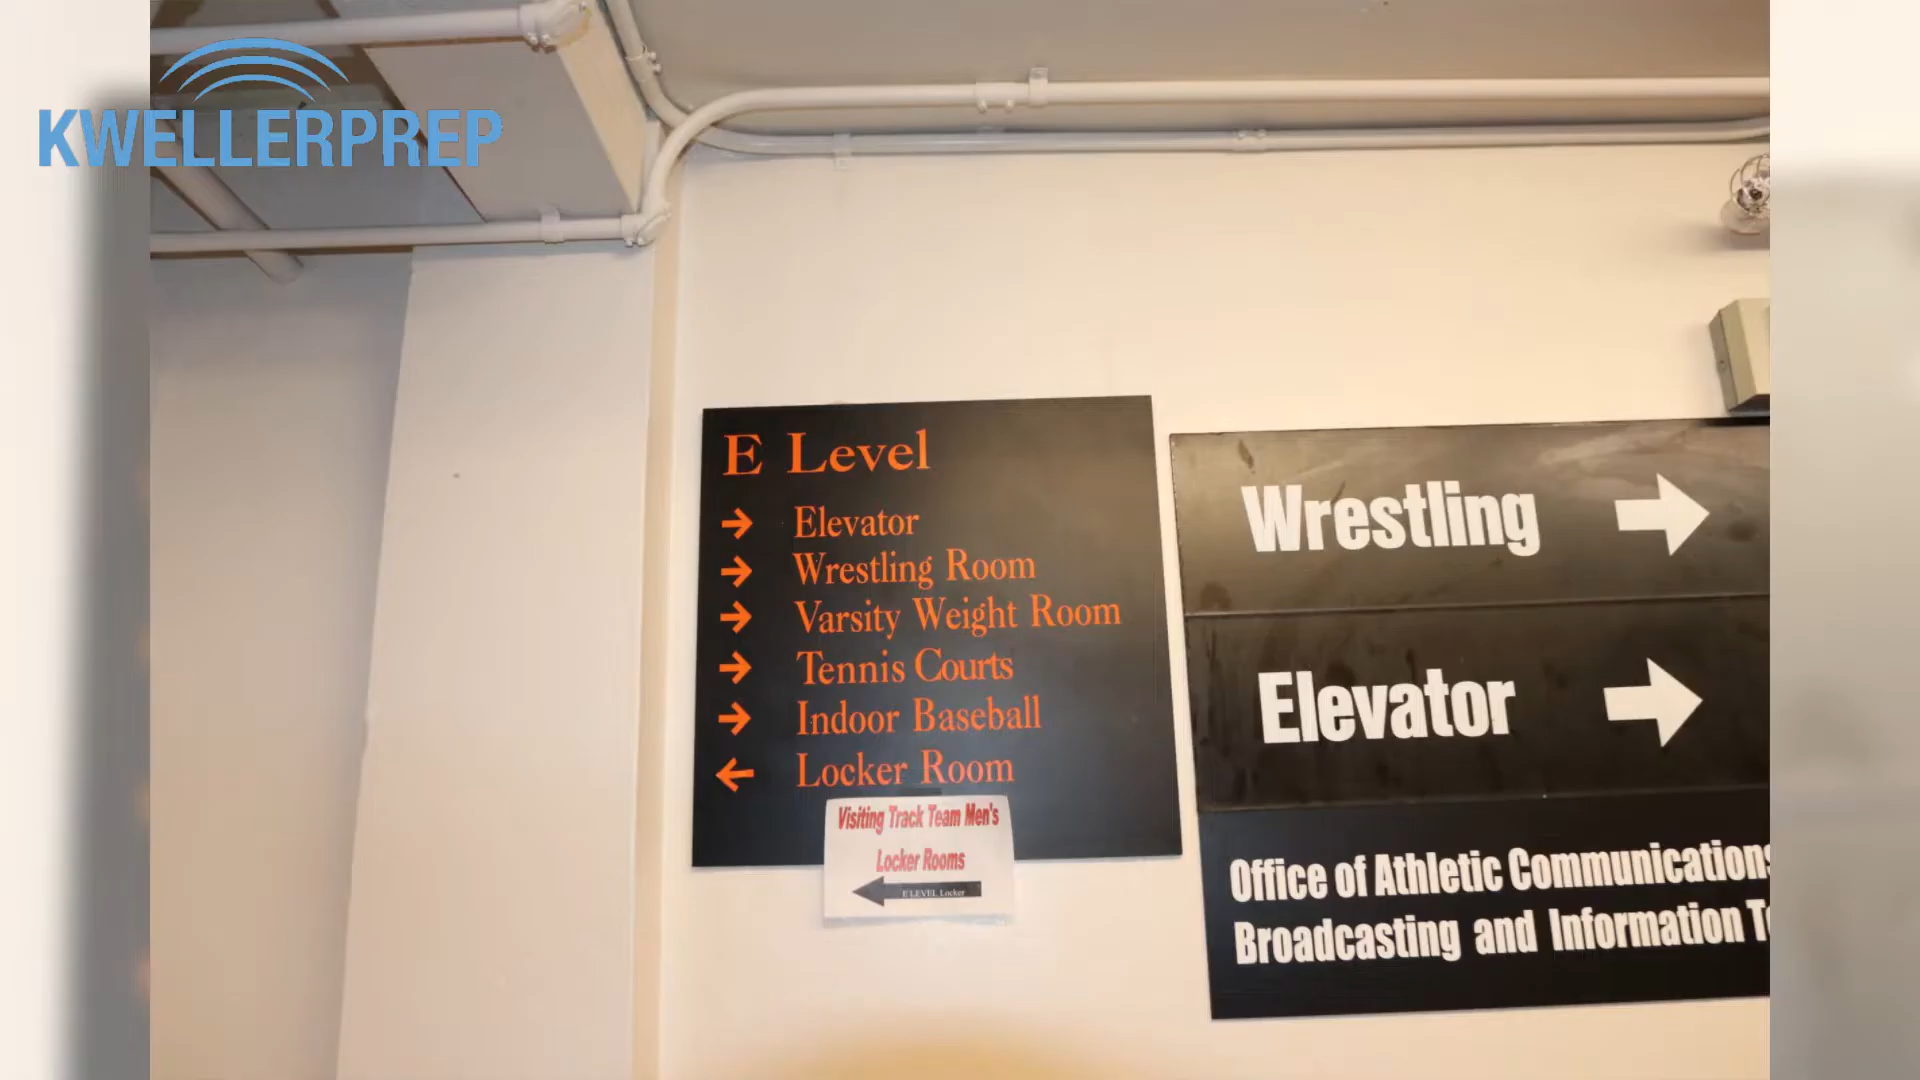 KWELLERPREP
E Level
→ Elevator
→ Wrestling Room
→ Varsity Weight Room
→ Tennis Courts
→ Indoor Baseball
← Locker Room
Visiting Track Team Men's
Locker Rooms
E LEVEL Locker
Wrestling →
Elevator →
Office of Athletic Communications
Broadcasting and Information